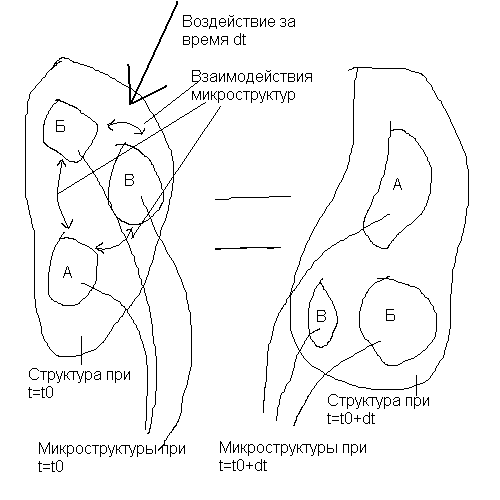 Воздействие за
время dt
Взаимодействия
микроструктур
Б
В
А
А
В
Б
Структура при
t=t0
Структура при
t=t0+dt
Микроструктуры при
t=t0
Микроструктуры при
t=t0+dt